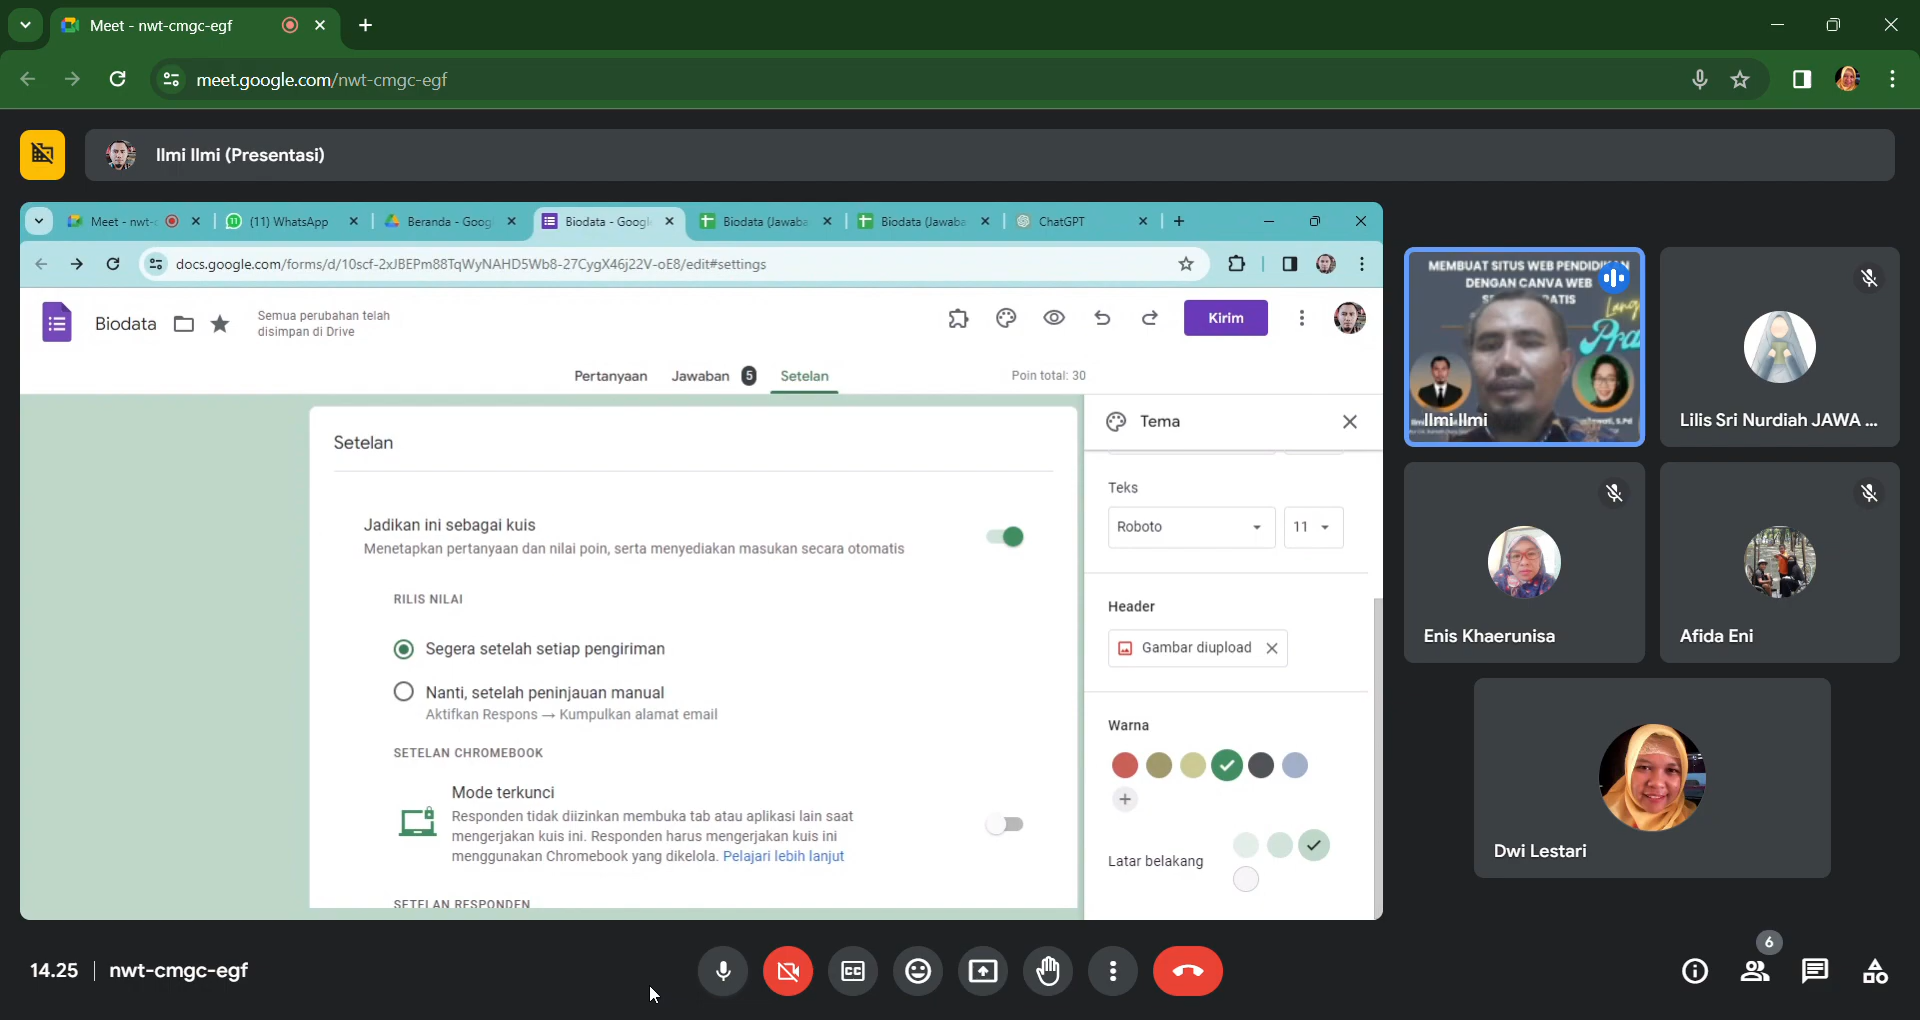 Meet - nwt-cmgc-egf
meet.google.com/nwt-cmgc-egf
Ilmi Ilmi (Presentasi)
Meet - nwt-
(11) WhatsApp
Beranda - Goog
Biodata - Google
Biodata (Jawaba
Biodata (Jawaba
ChatGPT
docs.google.com/forms/d/10scf-2xJBEPm88TqWyNAHD5Wb8-27CygX46j22V-oE8/edit#settings
Biodata
Semua perubahan telah
disimpan di Drive
Kirim
Pertanyaan
Jawaban 5
Setelan
Poin total: 30
Setelan
Jadikan ini sebagai kuis
Menetapkan pertanyaan dan nilai poin, serta menyediakan masukan secara otomatis
RILIS NILAI
Segera setelah setiap pengiriman
Nanti, setelah peninjauan manual
Aktifkan Respons → Kumpulkan alamat email
SETELAN CHROMEBOOK
Mode terkunci
Responden tidak diizinkan membuka tab atau aplikasi lain saat
mengerjakan kuis ini. Responden harus mengerjakan kuis ini
menggunakan Chromebook yang dikelola. Pelajari lebih lanjut
SETELAN RESPONDEN
Tema
Teks
Roboto
11
Header
Gambar diupload
Warna
Latar belakang
MEMBUAT SITUS WEB
DENGAN CANVA WEB
Ilmi Ilmi
Lilis Sri Nurdiah JAWA ...
Enis Khaerunisa
Afida Eni
Dwi Lestari
14.25
nwt-cmgc-egf
6